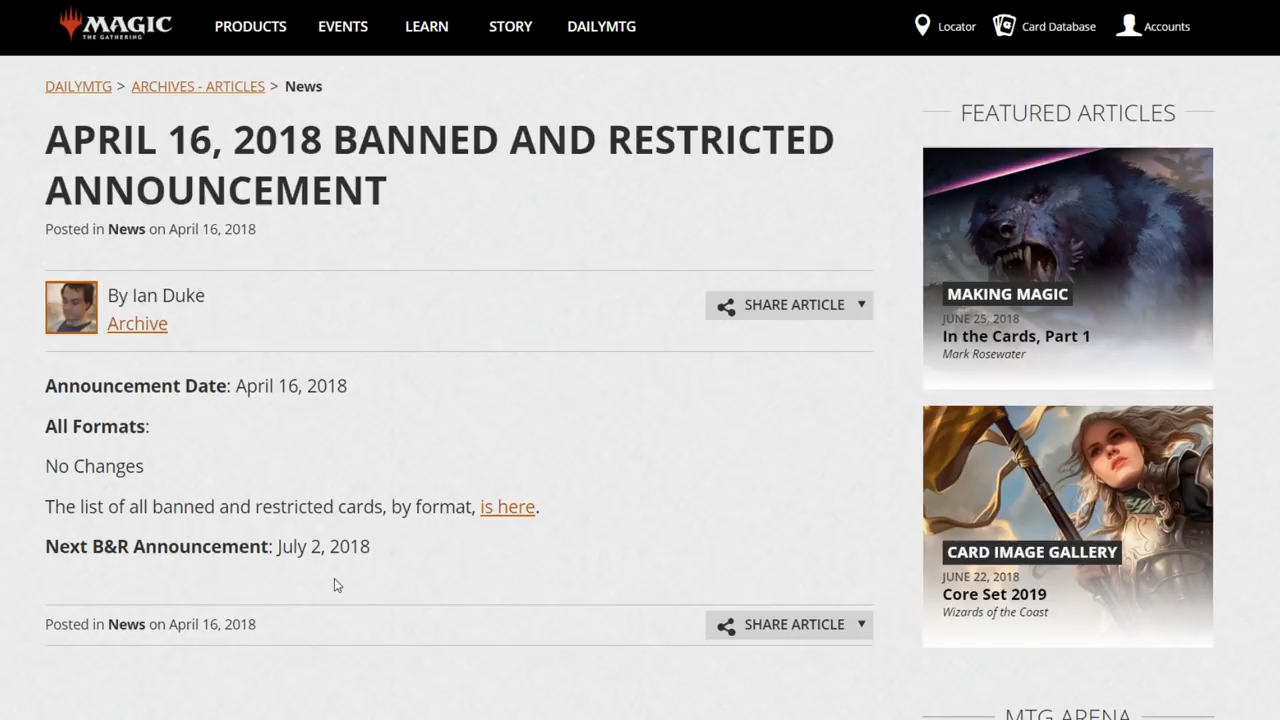 MAGIC
THE GATHERING
PRODUCTS EVENTS LEARN STORY DAILYMTG
Locator Card Database Accounts
DAILYMTG > ARCHIVES - ARTICLES > News
APRIL 16, 2018 BANNED AND RESTRICTED
ANNOUNCEMENT
Posted in News on April 16, 2018
By Ian Duke
Archive
SHARE ARTICLE
Announcement Date: April 16, 2018
All Formats:
No Changes
The list of all banned and restricted cards, by format, is here.
Next B&R Announcement: July 2, 2018
Posted in News on April 16, 2018
SHARE ARTICLE
FEATURED ARTICLES
MAKING MAGIC
JUNE 25, 2018
In the Cards, Part 1
Mark Rosewater
CARD IMAGE GALLERY
JUNE 22, 2018
Core Set 2019
Wizards of the Coast
MTG ARENA